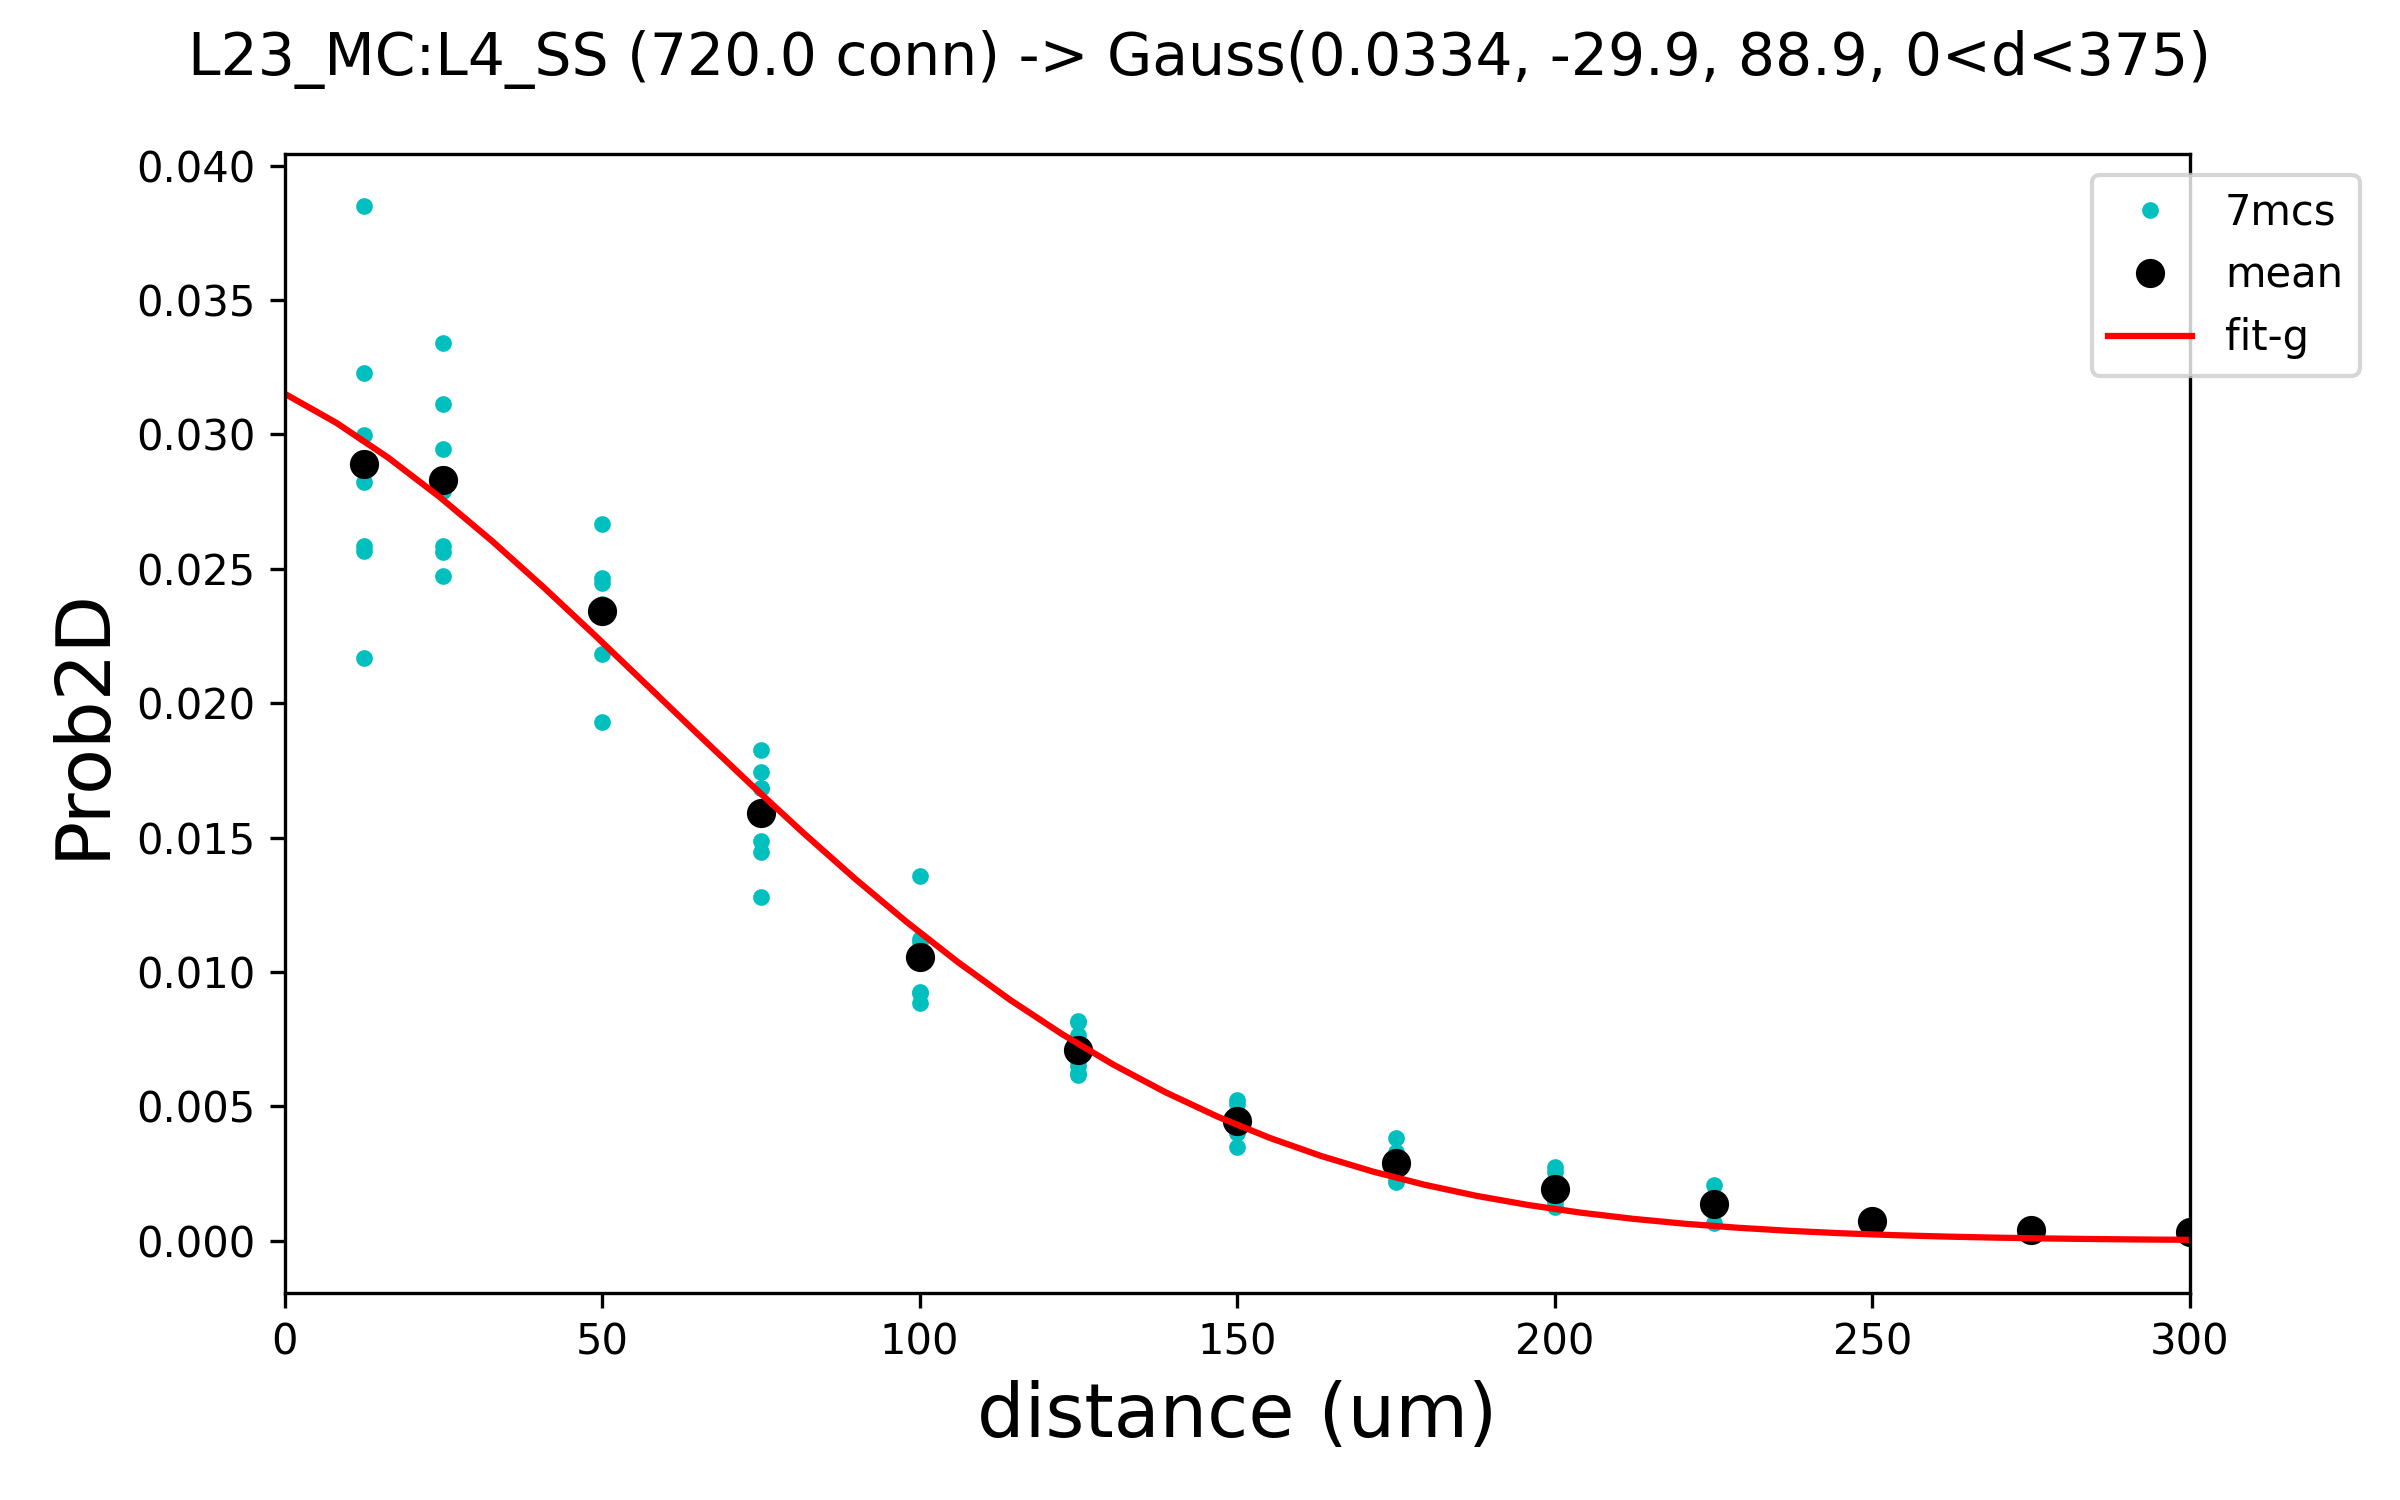 L23_MC:L4_SS (720.0 conn) -> Gauss(0.0334, -29.9, 88.9, 0<d<375)
0.040
0.035
0.030
0.025
0.020
0.015
0.010
0.005
0.000
Prob2D
7mcs
mean
fit-g
0 50 100 150 200 250 300
distance (um)